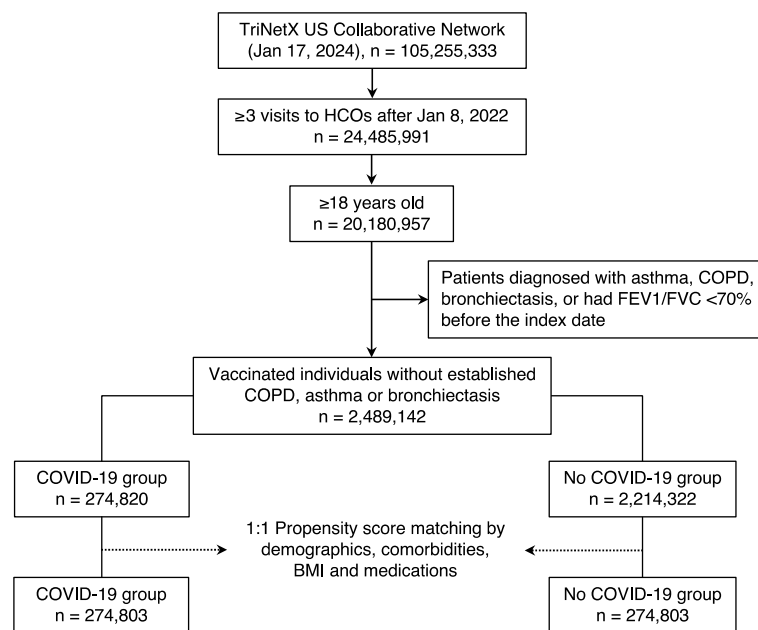 TriNetX US Collaborative Network
(Jan 17, 2024), n = 105,255,333
≥3 visits to HCOs after Jan 8, 2022
n = 24,485,991
≥18 years old
n = 20,180,957
Patients diagnosed with asthma, COPD,
bronchiectasis, or had FEV1/FVC <70%
before the index date
Vaccinated individuals without established
COPD, asthma or bronchiectasis
n = 2,489,142
COVID-19 group
n = 274,820
No COVID-19 group
n = 2,214,322
1:1 Propensity score matching by
demographics, comorbidities,
BMI and medications
COVID-19 group
n = 274,803
No COVID-19 group
n = 274,803